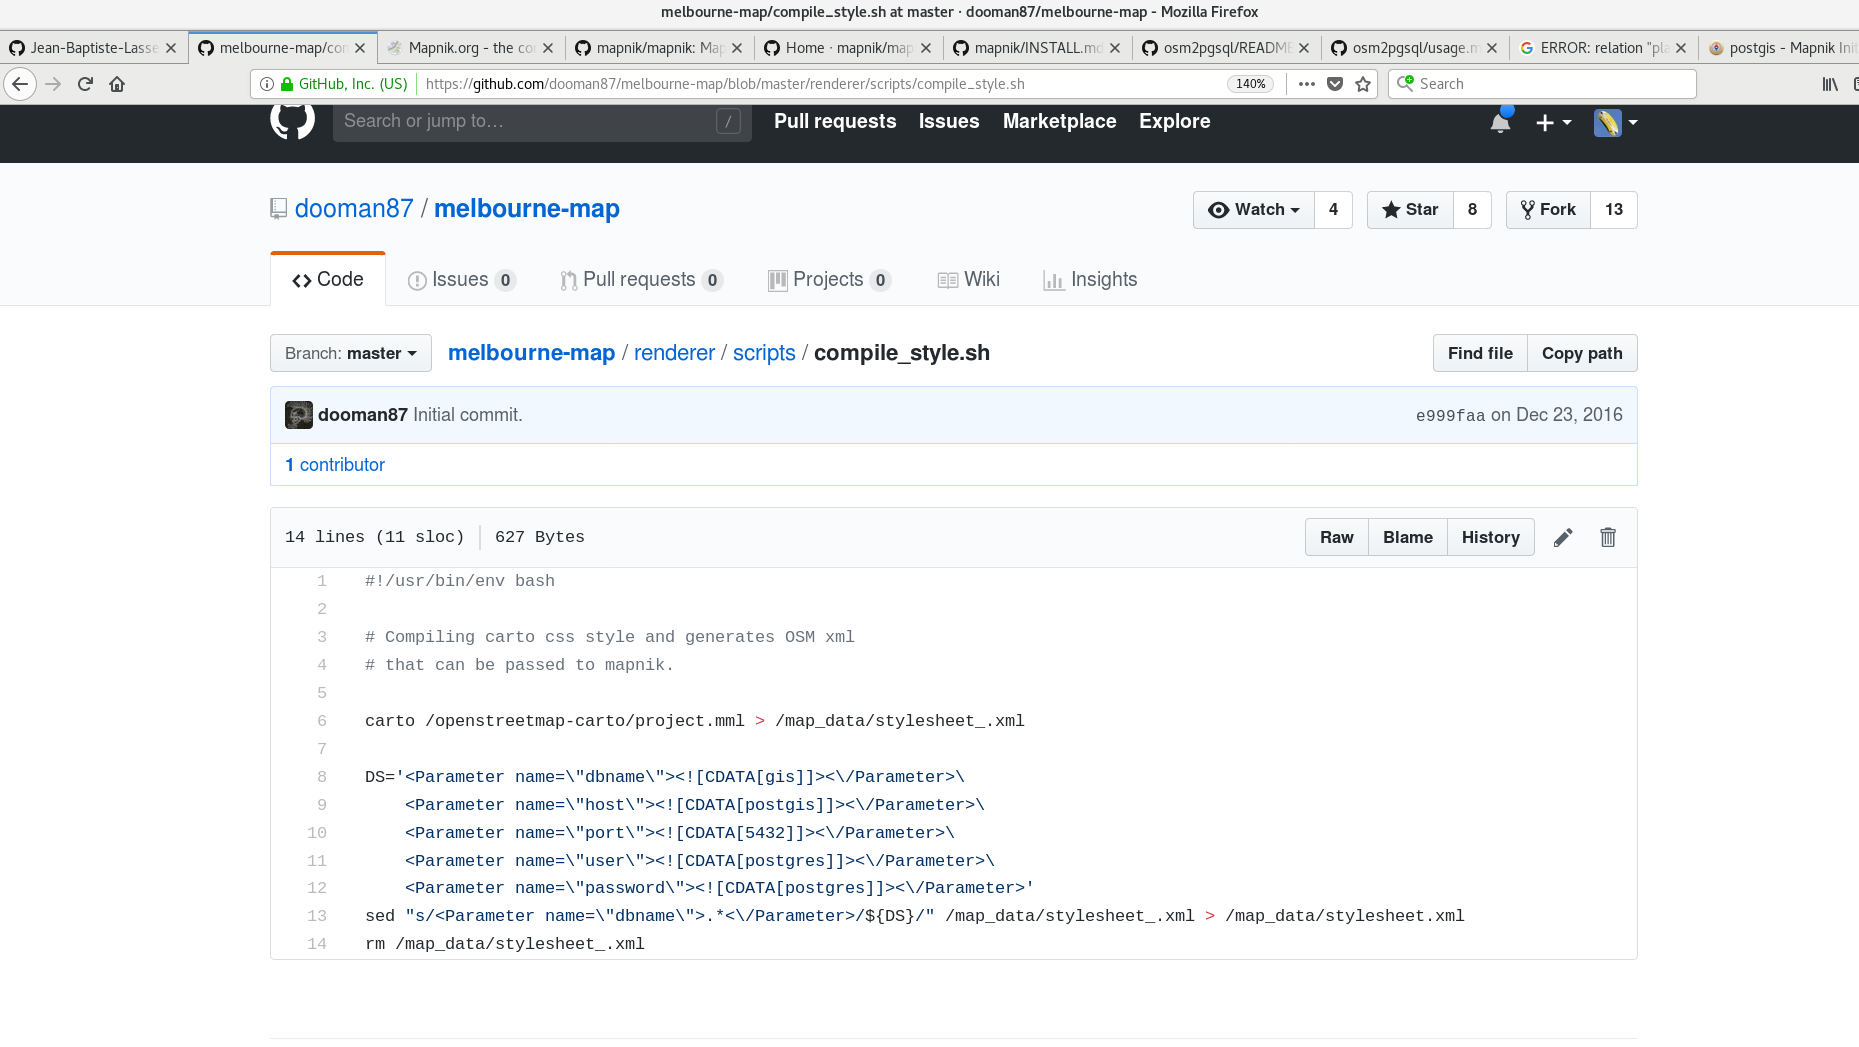 melbourne-map/compile_style.sh at master · dooman87/melbourne-map - Mozilla Firefox
Jean-Baptiste-Lasse
melbourne-map/con
Mapnik.org - the co
mapnik/mapnik: Map
Home · mapnik/map
mapnik/INSTALL.md
osm2pgsql/README
osm2pgsql/usage.m
ERROR: relation "pla
postgis - Mapnik Init
GitHub, Inc. (US) https://github.com/dooman87/melbourne-map/blob/master/renderer/scripts/compile_style.sh 140% Search
Search or jump to… / Pull requests Issues Marketplace Explore
dooman87 / melbourne-map Watch 4 Star 8 Fork 13
Code Issues 0 Pull requests 0 Projects 0 Wiki Insights
Branch: master melbourne-map / renderer / scripts / compile_style.sh Find file Copy path
dooman87 Initial commit. e999faa on Dec 23, 2016
1 contributor
14 lines (11 sloc) 627 Bytes Raw Blame History
1 #!/usr/bin/env bash
2
3 # Compiling carto css style and generates OSM xml
4 # that can be passed to mapnik.
5
6 carto /openstreetmap-carto/project.mml > /map_data/stylesheet_.xml
7
8 DS='<Parameter name=\"dbname\"><![CDATA[gis]]><\/Parameter>\
9 <Parameter name=\"host\"><![CDATA[postgis]]><\/Parameter>\
10 <Parameter name=\"port\"><![CDATA[5432]]><\/Parameter>\
11 <Parameter name=\"user\"><![CDATA[postgres]]><\/Parameter>\
12 <Parameter name=\"password\"><![CDATA[postgres]]><\/Parameter>'
13 sed "s/<Parameter name=\"dbname\">.*<\/Parameter>/${DS}/" /map_data/stylesheet_.xml > /map_data/stylesheet.xml
14 rm /map_data/stylesheet_.xml